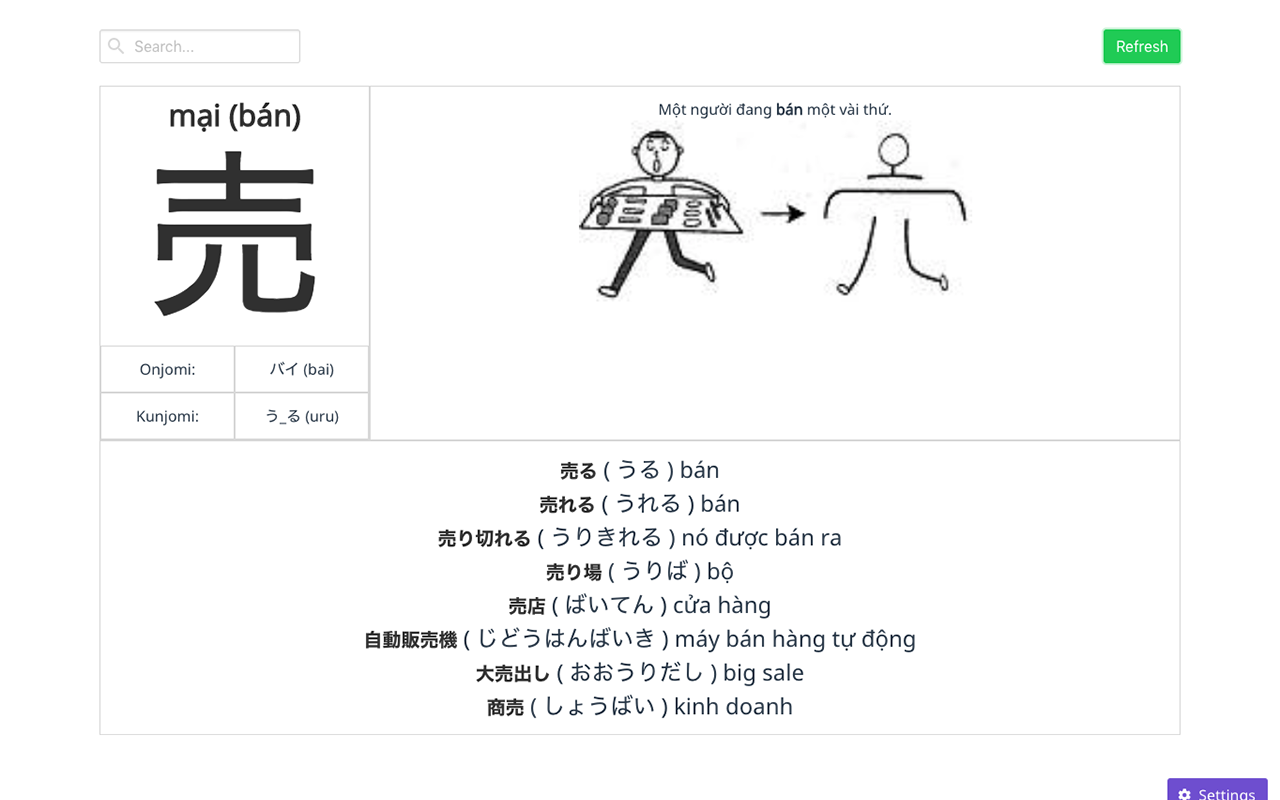 Search...
Refresh
mại (bán)
売
Onjomi:
バイ (bai)
Kunjomi:
う_る (uru)
Một người đang bán một vài thứ.
売る ( うる ) bán
売れる ( うれる ) bán
売り切れる ( うりきれる ) nó được bán ra
売り場 ( うりば ) bộ
売店 ( ばいてん ) cửa hàng
自動販売機 ( じどうはんばいき ) máy bán hàng tự động
大売出し ( おおうりだし ) big sale
商売 ( しょうばい ) kinh doanh
Settings